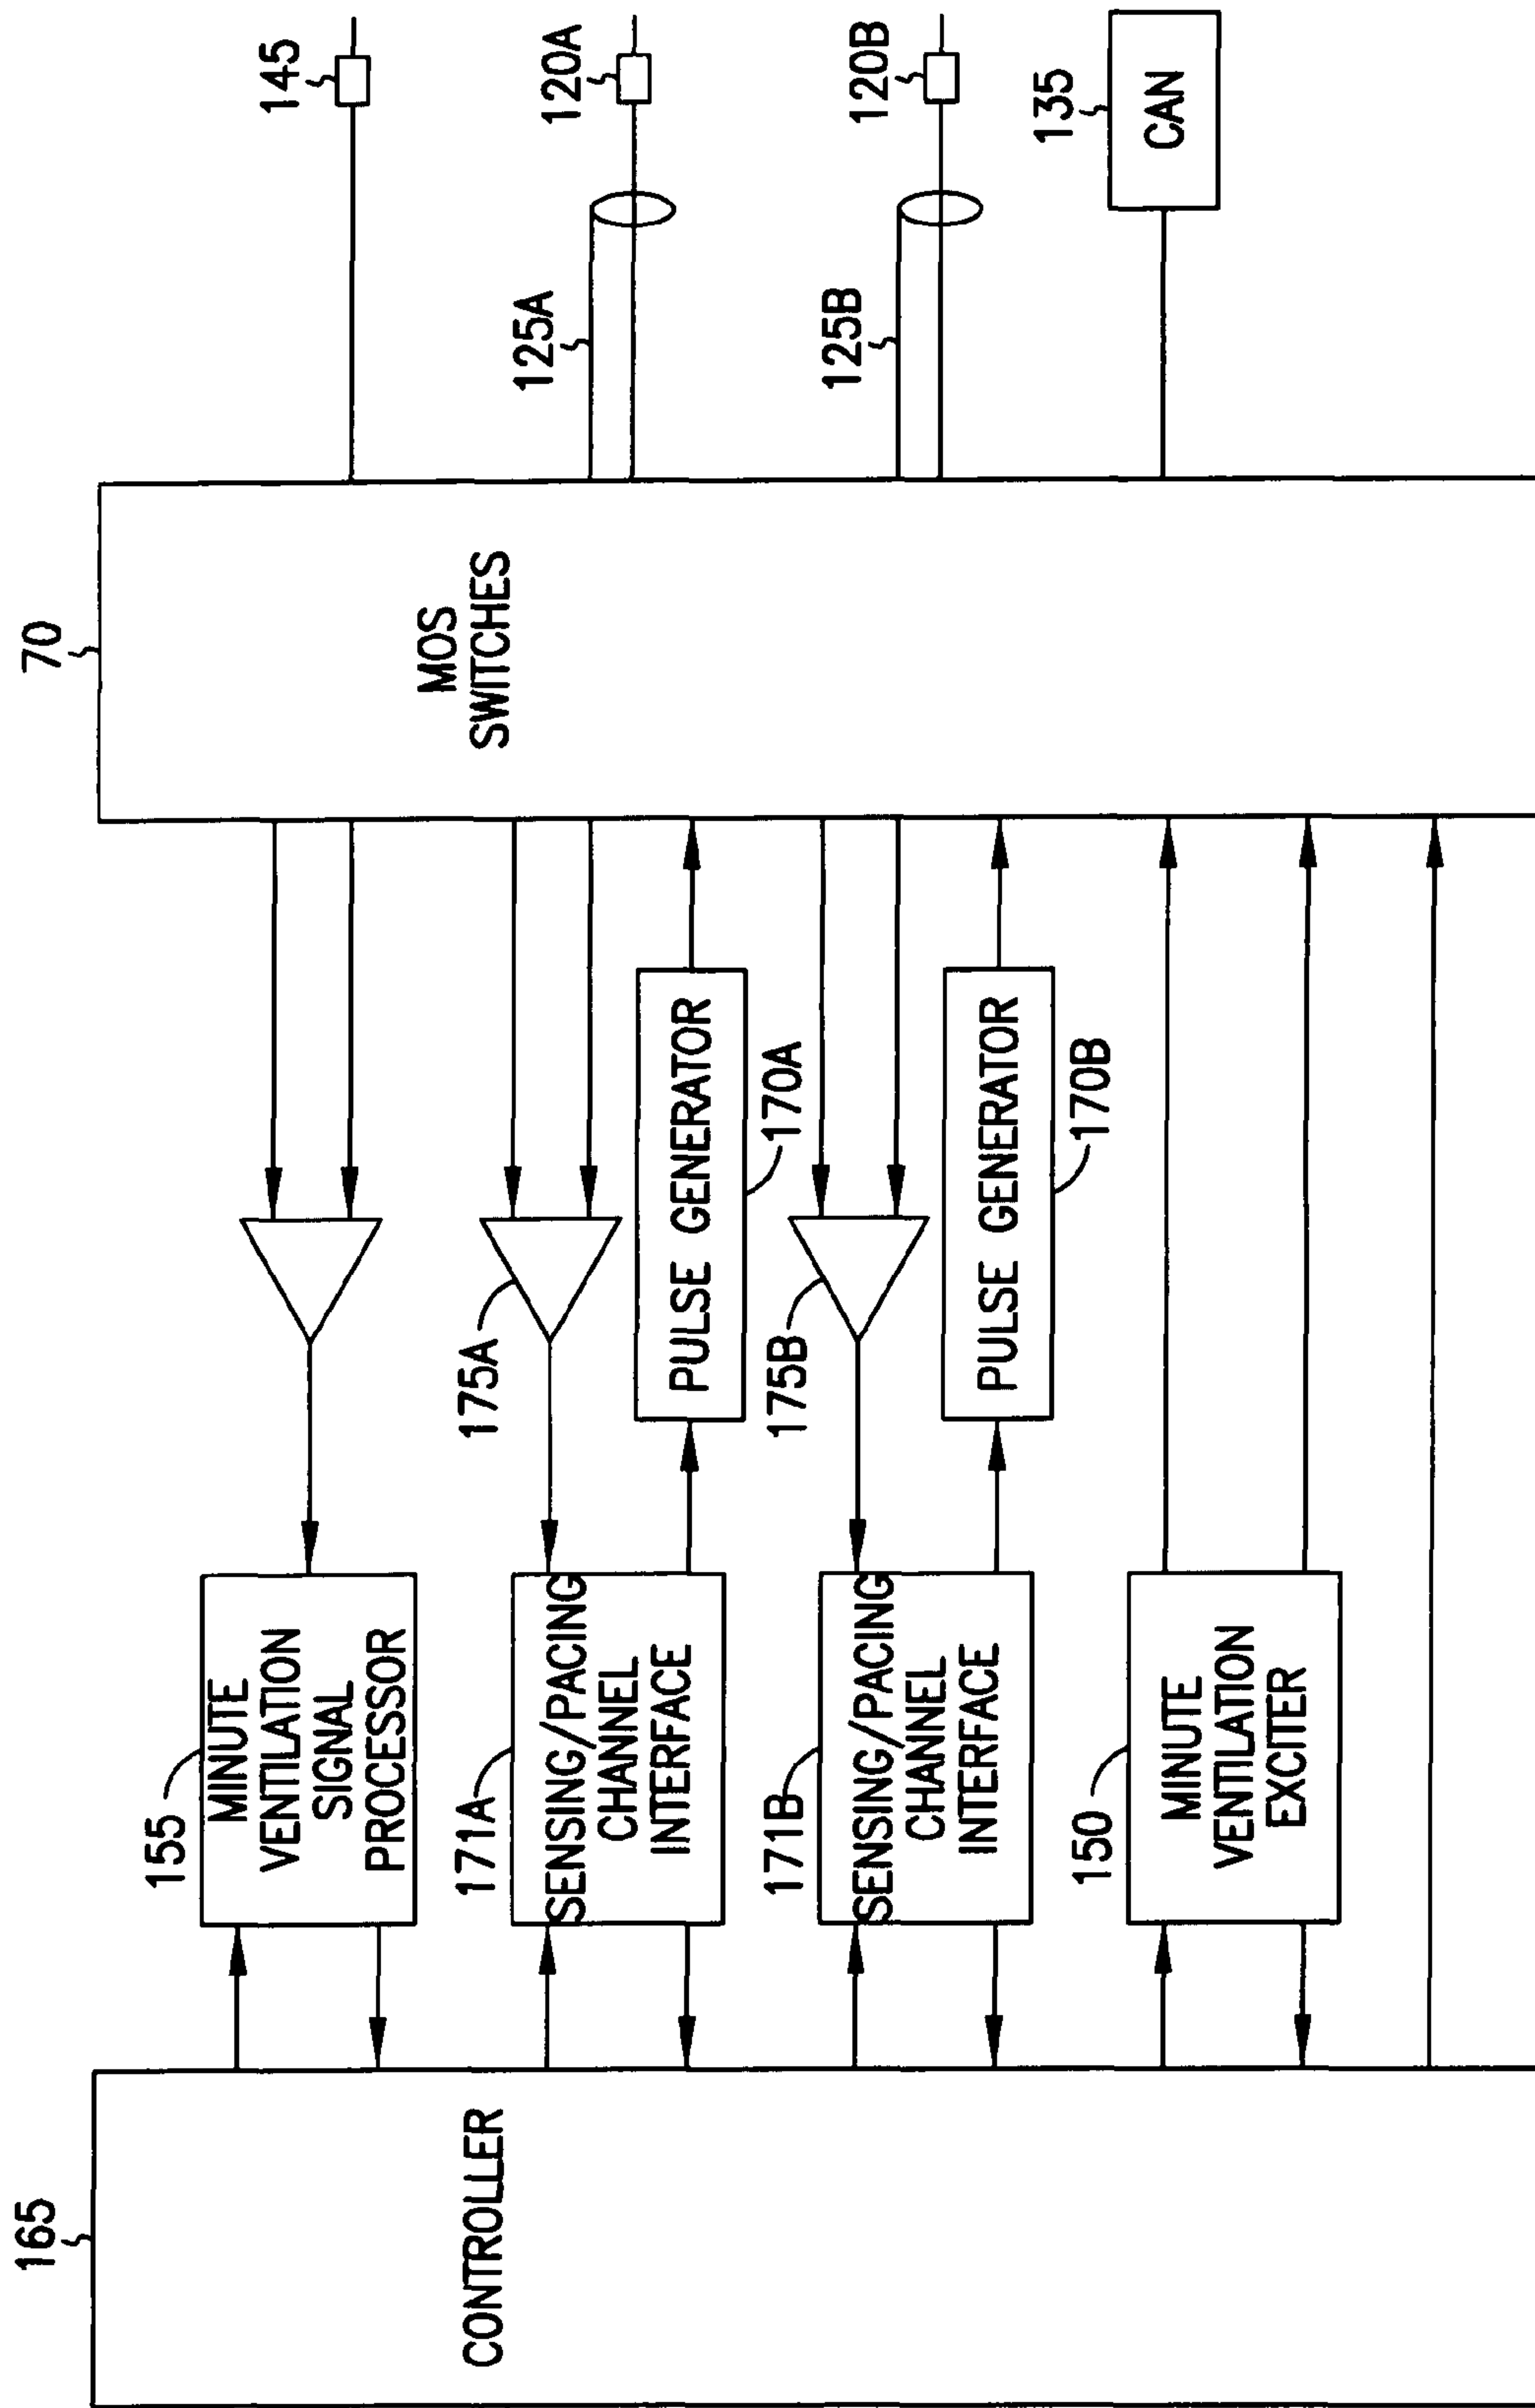 165
CONTROLLER
155
MINUTE
VENTILATION
SIGNAL
PROCESSOR
171A
SENSING/PACING
CHANNEL
INTERFACE
171B
SENSING/PACING
CHANNEL
INTERFACE
150
MINUTE
VENTILATION
EXCITER
175A
PULSE GENERATOR
170A
175B
PULSE GENERATOR
170B
70
MOS
SWITCHES
145
125A
120A
125B
120B
135
CAN